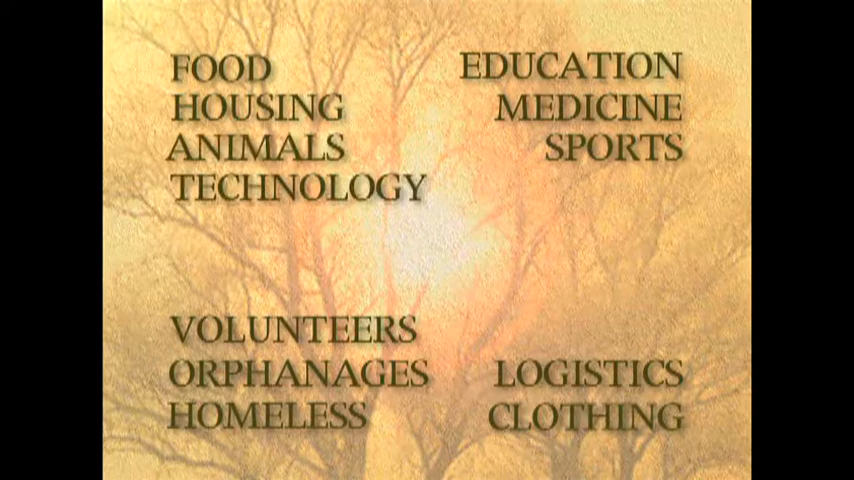 FOOD
HOUSING
ANIMALS
TECHNOLOGY
EDUCATION
MEDICINE
SPORTS
VOLUNTEERS
ORPHANAGES
HOMELESS
LOGISTICS
CLOTHING